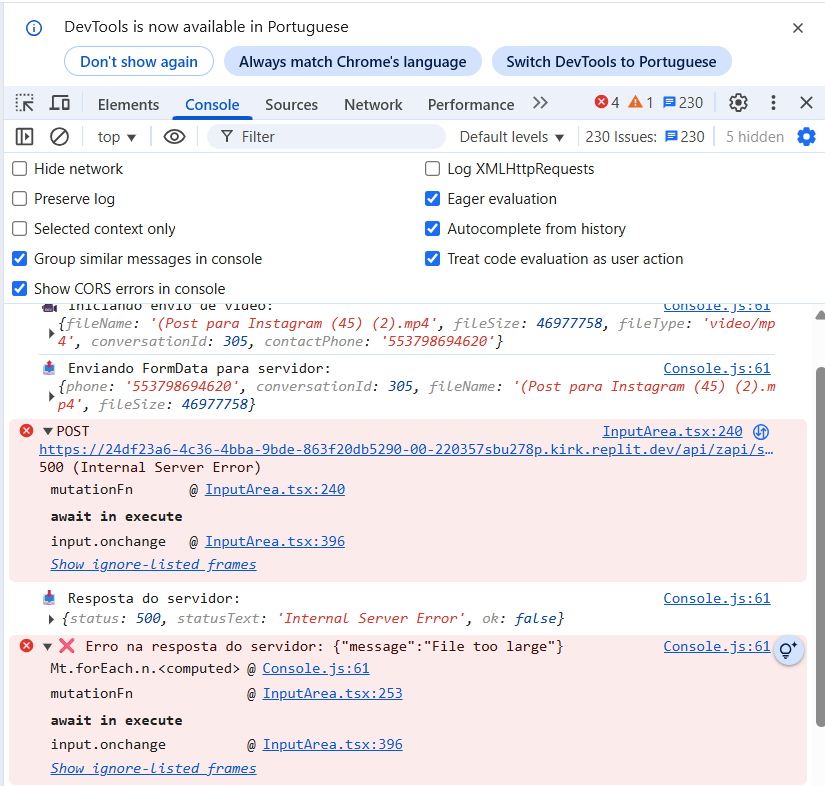 DevTools is now available in Portuguese
Don't show again Always match Chrome's language Switch DevTools to Portuguese
Elements Console Sources Network Performance 4 1 230
top Filter Default levels 230 Issues: 230 5 hidden
Hide network Log XMLHttpRequests
Preserve log Eager evaluation
Selected context only Autocomplete from history
Group similar messages in console Treat code evaluation as user action
Show CORS errors in console
Iniciando envio de vídeo: Console.js:61
{fileName: '(Post para Instagram (45) (2).mp4', fileSize: 46977758, fileType: 'video/mp
4', conversationId: 305, contactPhone: '553798694620'}
Enviando FormData para servidor: Console.js:61
{phone: '553798694620', conversationId: 305, fileName: '(Post para Instagram (45) (2).m
p4', fileSize: 46977758}
POST InputArea.tsx:240
https://24df23a6-4c36-4bba-9bde-863f20db5290-00-220357sbu278p.kirk.replit.dev/api/zapi/s…
500 (Internal Server Error)
mutationFn @ InputArea.tsx:240
await in execute
input.onchange @ InputArea.tsx:396
Show ignore-listed frames
Resposta do servidor: Console.js:61
{status: 500, statusText: 'Internal Server Error', ok: false}
❌ Erro na resposta do servidor: {"message":"File too large"} Console.js:61
Mt.forEach.n.<computed> @ Console.js:61
mutationFn @ InputArea.tsx:253
await in execute
input.onchange @ InputArea.tsx:396
Show ignore-listed frames